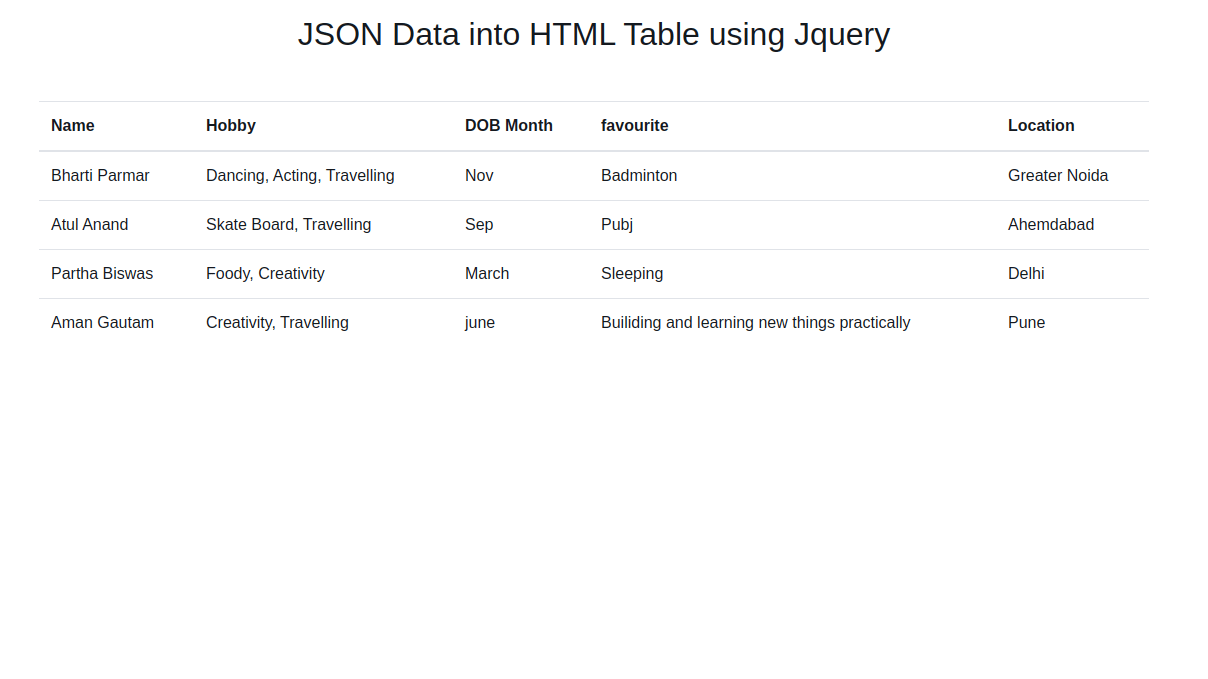 JSON Data into HTML Table using Jquery
Name Hobby DOB Month favourite Location
Bharti Parmar Dancing, Acting, Travelling Nov Badminton Greater Noida
Atul Anand Skate Board, Travelling Sep Pubj Ahemdabad
Partha Biswas Foody, Creativity March Sleeping Delhi
Aman Gautam Creativity, Travelling june Builiding and learning new things practically Pune